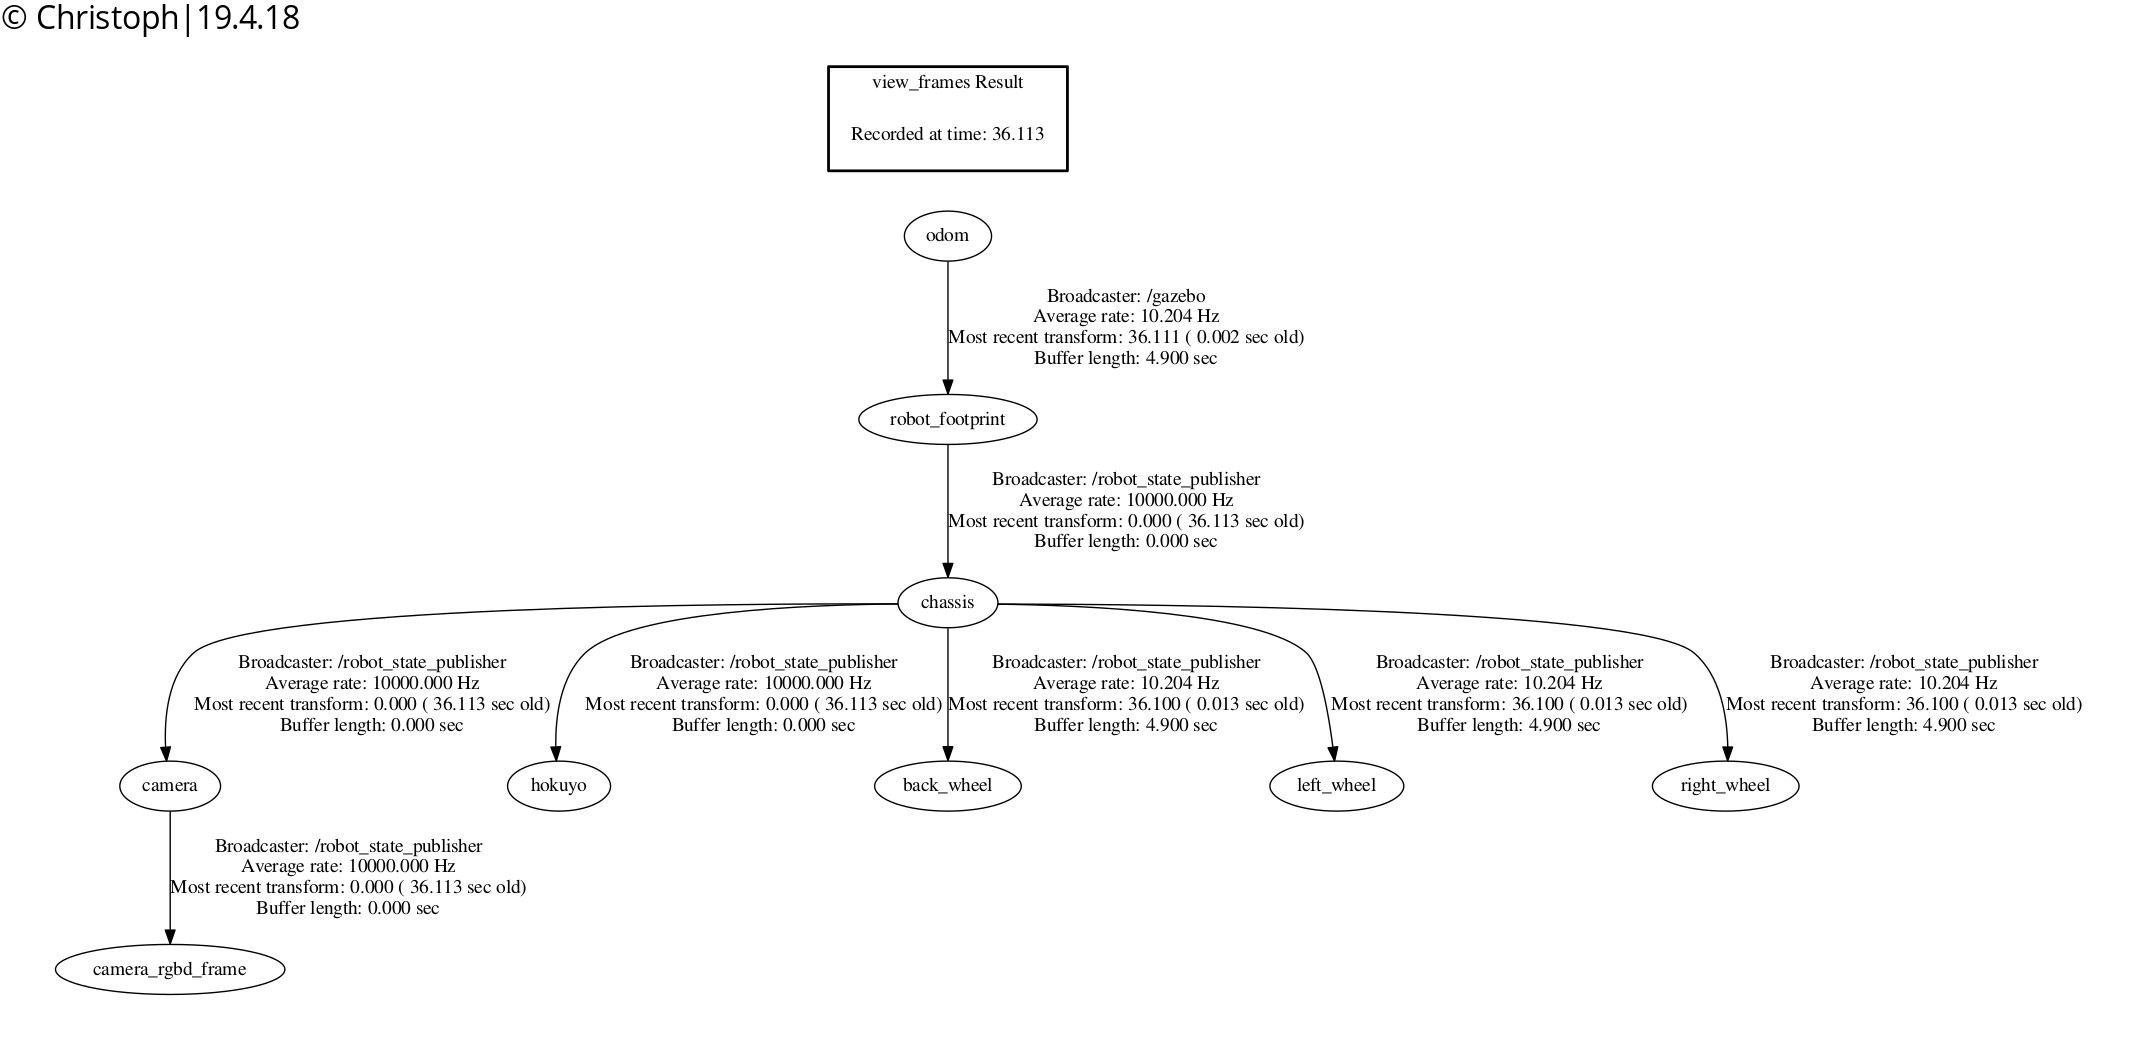 © Christoph|19.4.18
view_frames Result
Recorded at time: 36.113
odom
Broadcaster: /gazebo
Average rate: 10.204 Hz
Most recent transform: 36.111 ( 0.002 sec old)
Buffer length: 4.900 sec
robot_footprint
Broadcaster: /robot_state_publisher
Average rate: 10000.000 Hz
Most recent transform: 0.000 ( 36.113 sec old)
Buffer length: 0.000 sec
chassis
Broadcaster: /robot_state_publisher
Average rate: 10000.000 Hz
Most recent transform: 0.000 ( 36.113 sec old)
Buffer length: 0.000 sec
Broadcaster: /robot_state_publisher
Average rate: 10000.000 Hz
Most recent transform: 0.000 ( 36.113 sec old)
Buffer length: 0.000 sec
Broadcaster: /robot_state_publisher
Average rate: 10.204 Hz
Most recent transform: 36.100 ( 0.013 sec old)
Buffer length: 4.900 sec
Broadcaster: /robot_state_publisher
Average rate: 10.204 Hz
Most recent transform: 36.100 ( 0.013 sec old)
Buffer length: 4.900 sec
Broadcaster: /robot_state_publisher
Average rate: 10.204 Hz
Most recent transform: 36.100 ( 0.013 sec old)
Buffer length: 4.900 sec
camera
hokuyo
back_wheel
left_wheel
right_wheel
Broadcaster: /robot_state_publisher
Average rate: 10000.000 Hz
Most recent transform: 0.000 ( 36.113 sec old)
Buffer length: 0.000 sec
camera_rgbd_frame